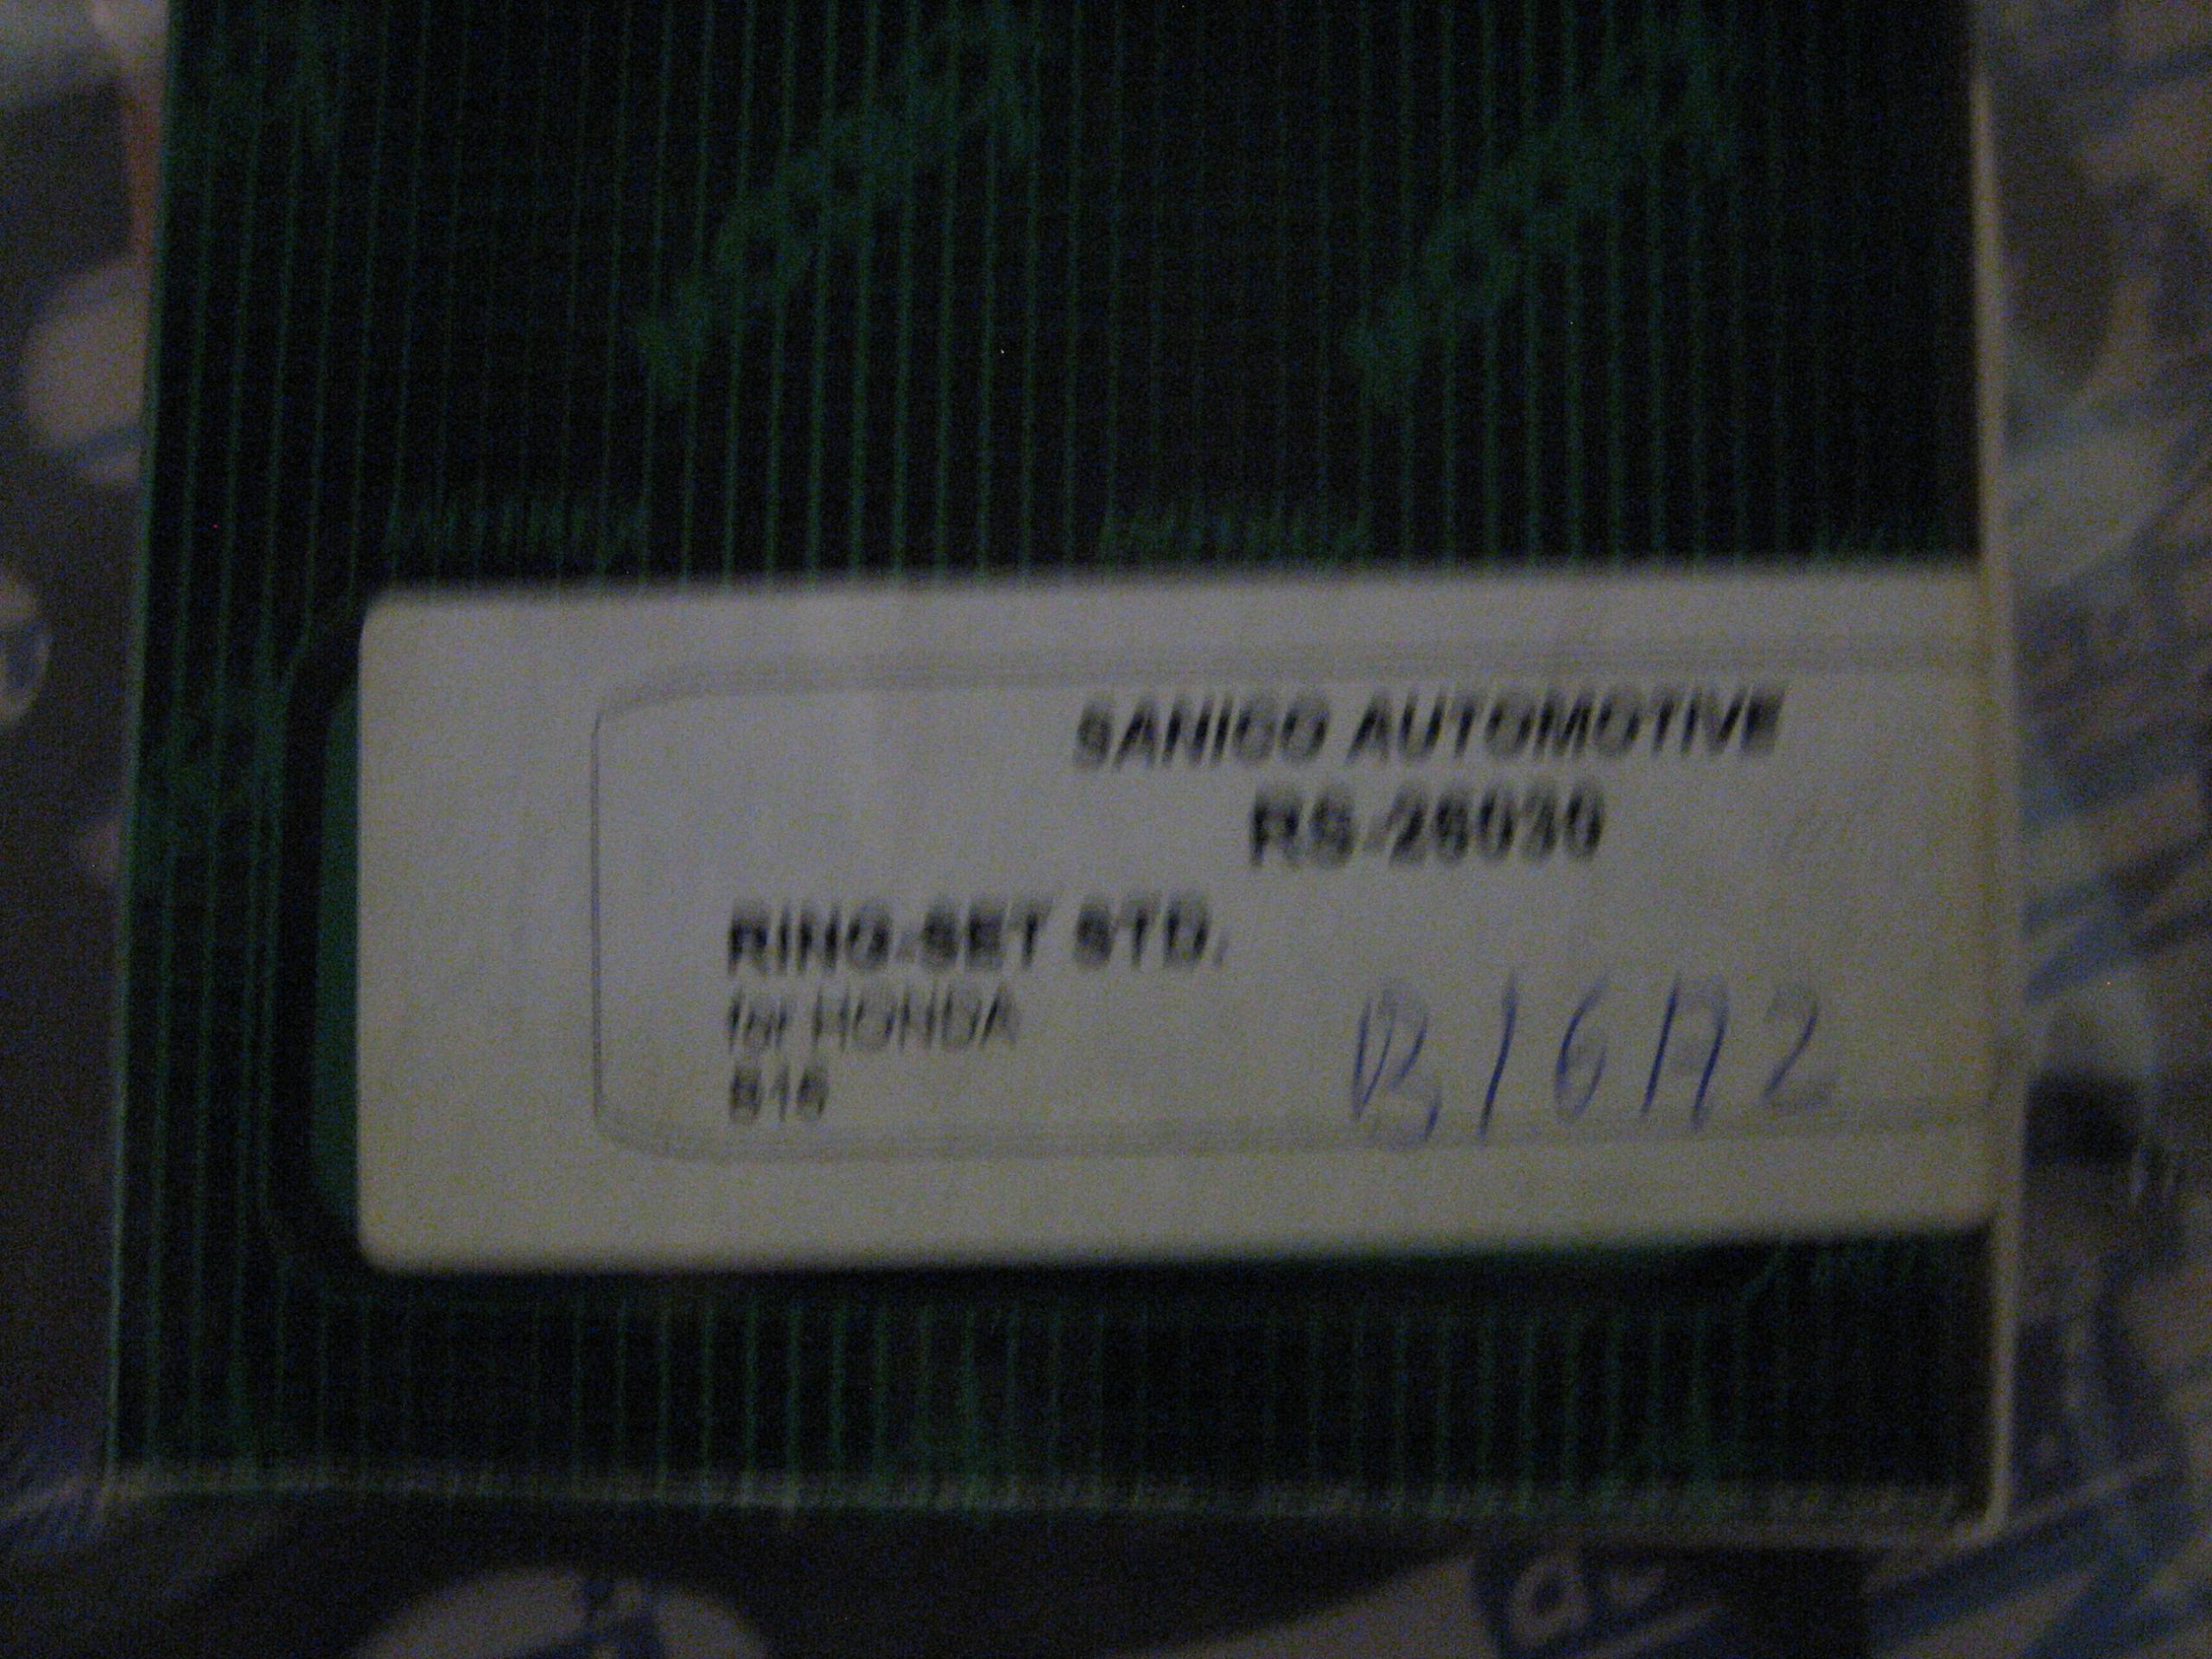 SANICO AUTOMOTIVE
RS-26030
RING-SET STD.
for HONDA
B16
B16A2